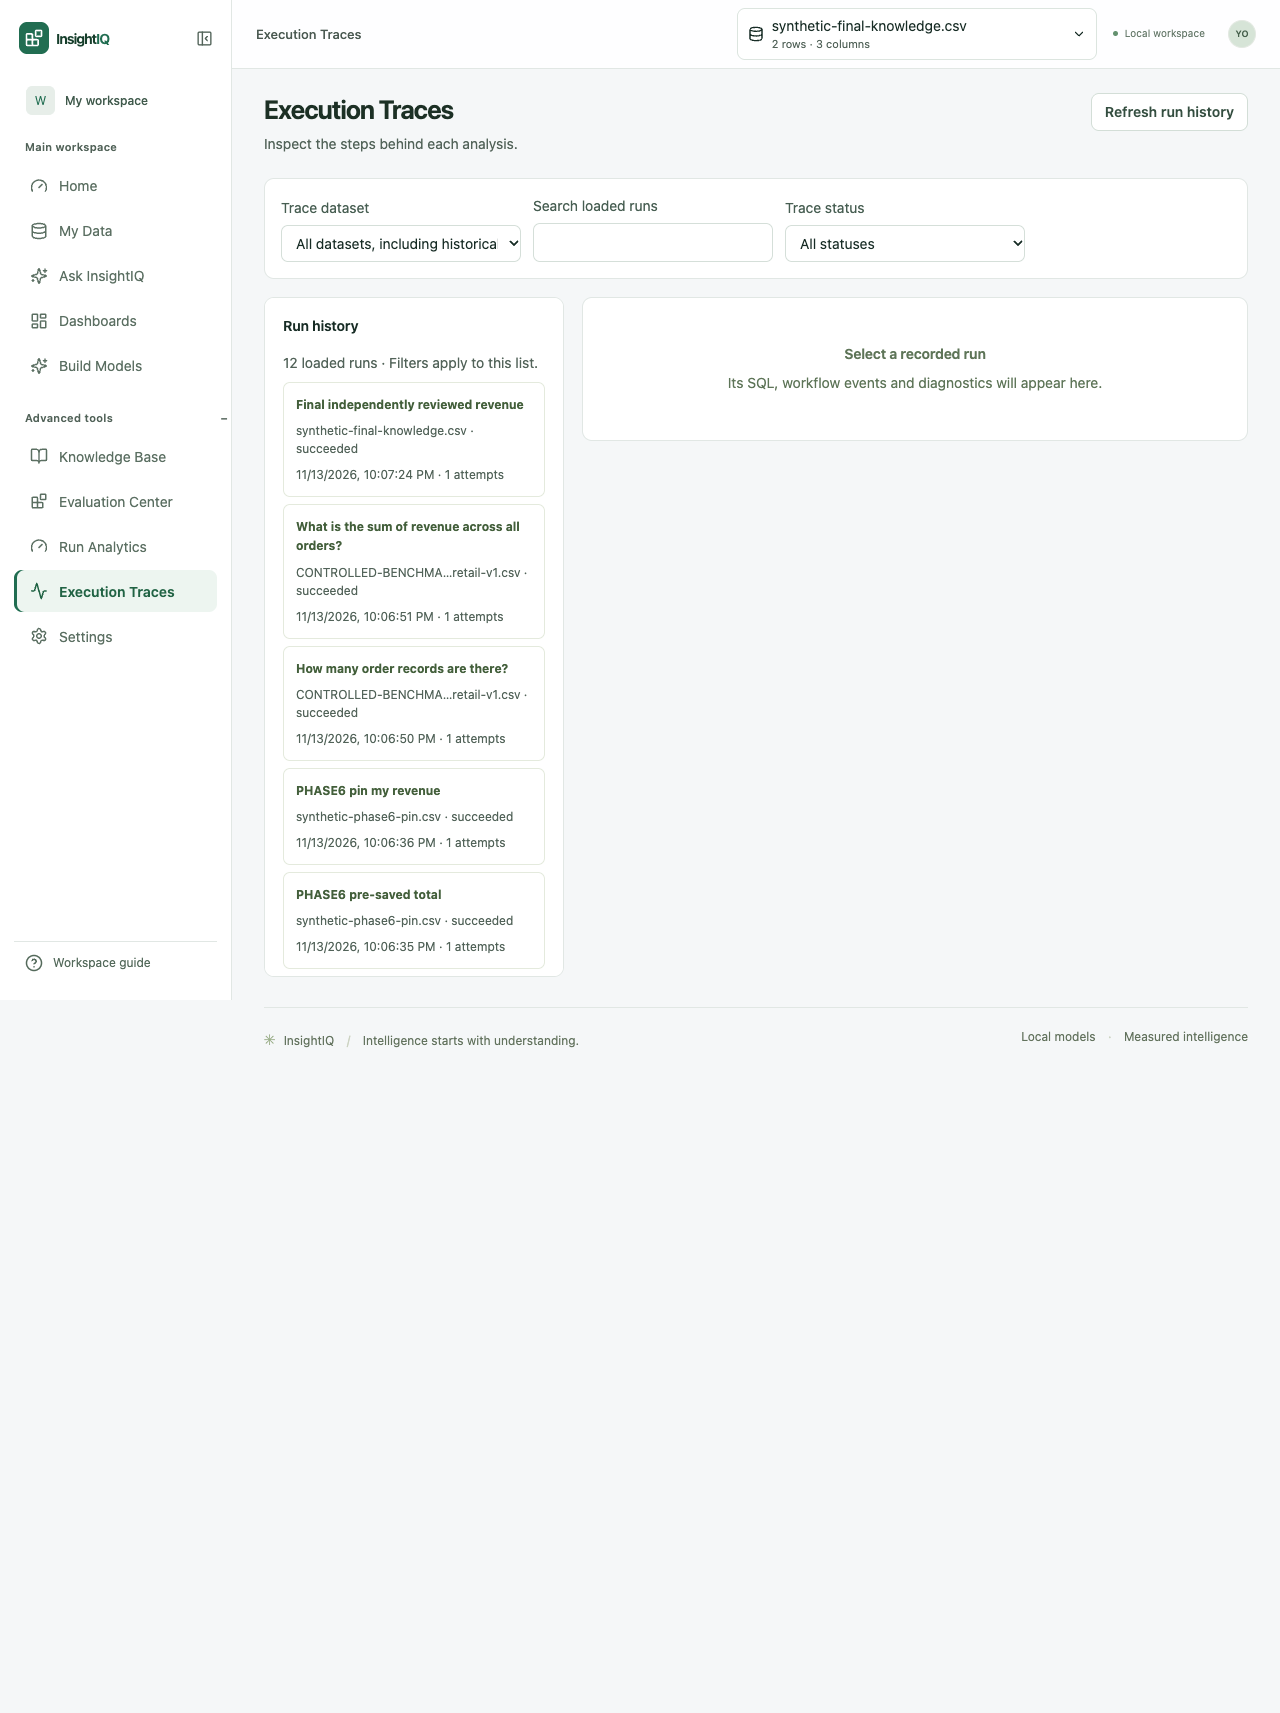 InsightIQ
W My workspace
Main workspace
Home
My Data
Ask InsightIQ
Dashboards
Build Models
Advanced tools
–
Knowledge Base
Evaluation Center
Run Analytics
Execution Traces
Settings
Workspace guide
Execution Traces
synthetic-final-knowledge.csv
2 rows · 3 columns
Local workspace
YO
Execution Traces
Refresh run history
Inspect the steps behind each analysis.
Trace dataset
All datasets, including historica
Search loaded runs
Trace status
All statuses
Run history
12 loaded runs · Filters apply to this list.
Final independently reviewed revenue
synthetic-final-knowledge.csv ·
succeeded
11/13/2026, 10:07:24 PM · 1 attempts
What is the sum of revenue across all
orders?
CONTROLLED-BENCHMA...retail-v1.csv ·
succeeded
11/13/2026, 10:06:51 PM · 1 attempts
How many order records are there?
CONTROLLED-BENCHMA...retail-v1.csv ·
succeeded
11/13/2026, 10:06:50 PM · 1 attempts
PHASE6 pin my revenue
synthetic-phase6-pin.csv · succeeded
11/13/2026, 10:06:36 PM · 1 attempts
PHASE6 pre-saved total
synthetic-phase6-pin.csv · succeeded
11/13/2026, 10:06:35 PM · 1 attempts
Select a recorded run
Its SQL, workflow events and diagnostics will appear here.
InsightIQ / Intelligence starts with understanding.
Local models · Measured intelligence